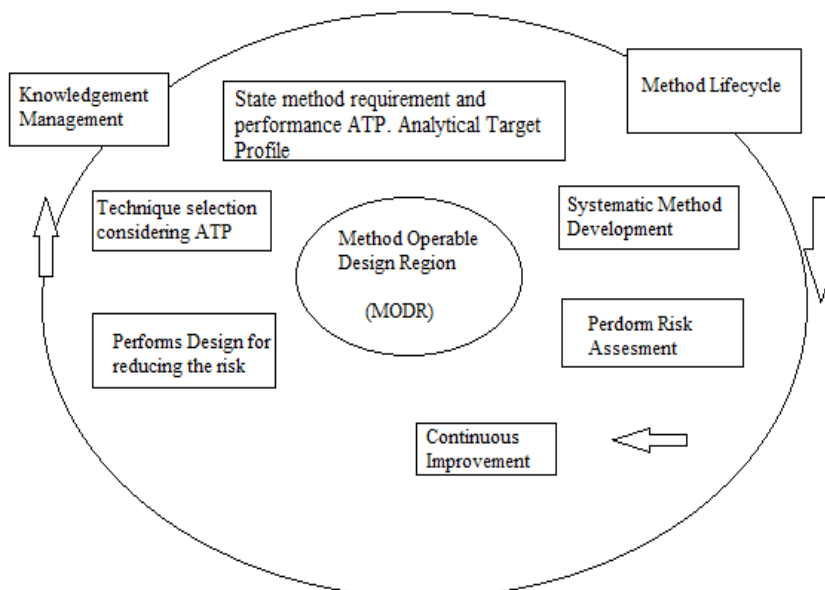 Knowledgement
Management
State method requirement and
performance ATP. Analytical Target
Profile
Method Lifecycle
Technique selection
considering ATP
Method Operable
Design Region
(MODR)
Systematic Method
Development
Performs Design for
reducing the risk
Perdorm Risk
Assesment
Continuous
Improvement